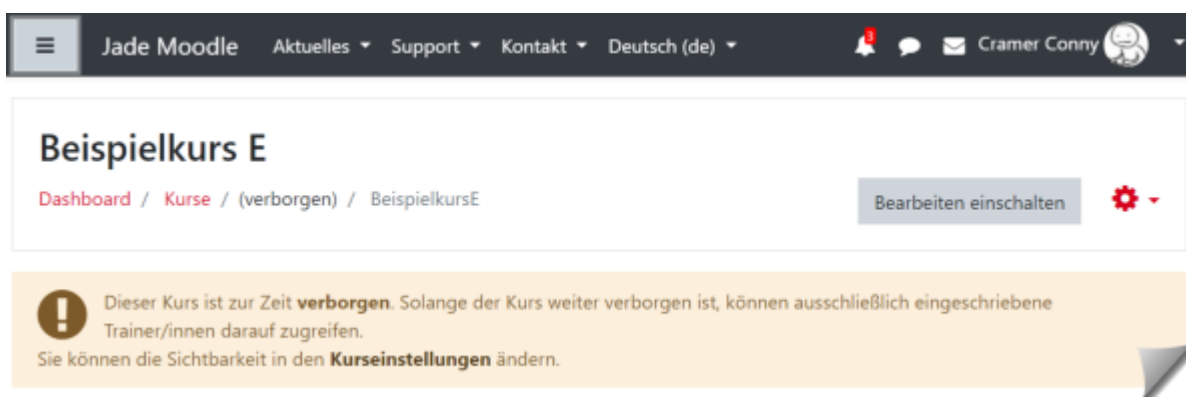 Jade Moodle Aktuelles Support Kontakt Deutsch (de) 3 Cramer Conny
Beispielkurs E
Dashboard / Kurse / (verborgen) / BeispielkursE
Bearbeiten einschalten
Dieser Kurs ist zur Zeit verborgen. Solange der Kurs weiter verborgen ist, können ausschließlich eingeschriebene
Trainer/innen darauf zugreifen.
Sie können die Sichtbarkeit in den Kurseinstellungen ändern.